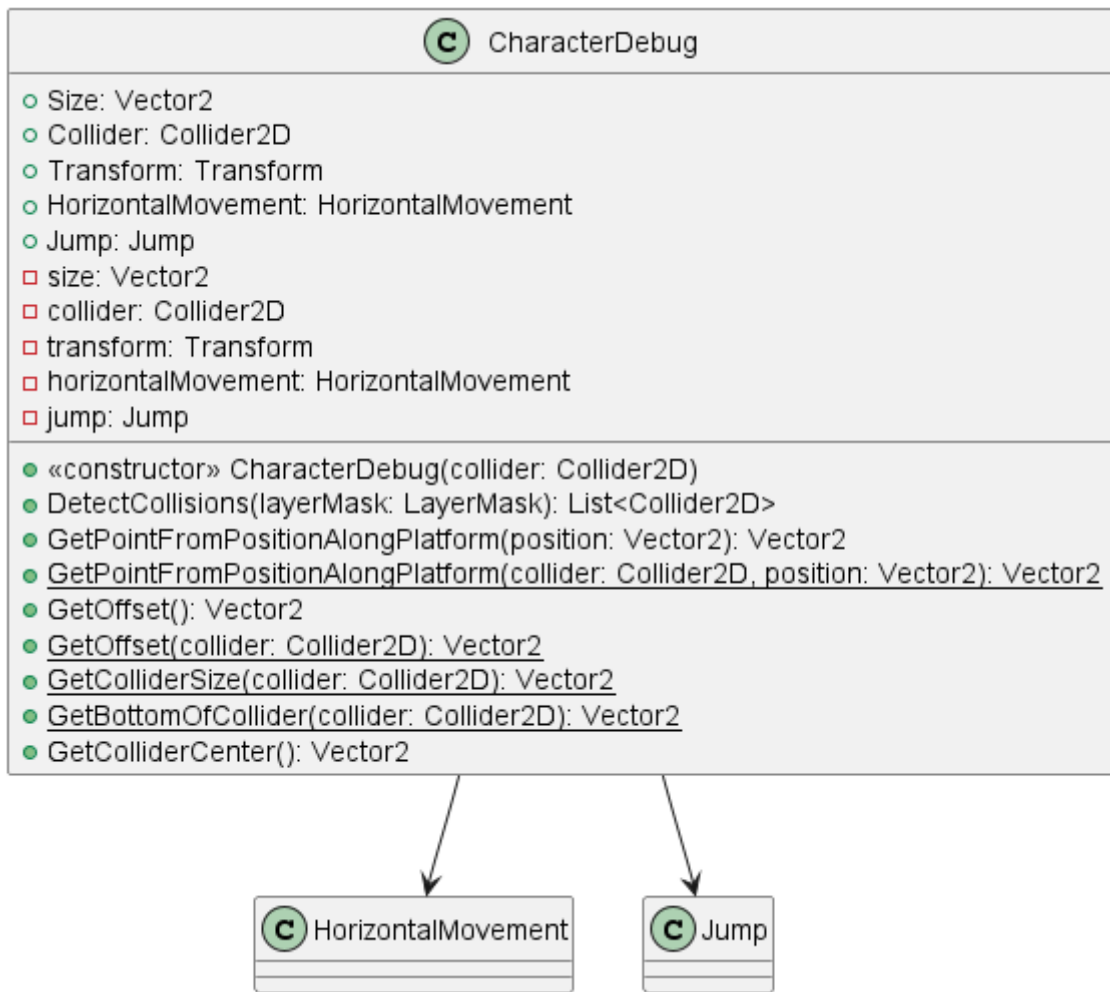 C CharacterDebug
Size: Vector2
Collider: Collider2D
Transform: Transform
HorizontalMovement: HorizontalMovement
Jump: Jump
size: Vector2
collider: Collider2D
transform: Transform
horizontalMovement: HorizontalMovement
jump: Jump
«constructor» CharacterDebug(collider: Collider2D)
DetectCollisions(layerMask: LayerMask): List<Collider2D>
GetPointFromPositionAlongPlatform(position: Vector2): Vector2
GetPointFromPositionAlongPlatform(collider: Collider2D, position: Vector2): Vector2
GetOffset(): Vector2
GetOffset(collider: Collider2D): Vector2
GetColliderSize(collider: Collider2D): Vector2
GetBottomOfCollider(collider: Collider2D): Vector2
GetColliderCenter(): Vector2
C HorizontalMovement
C Jump